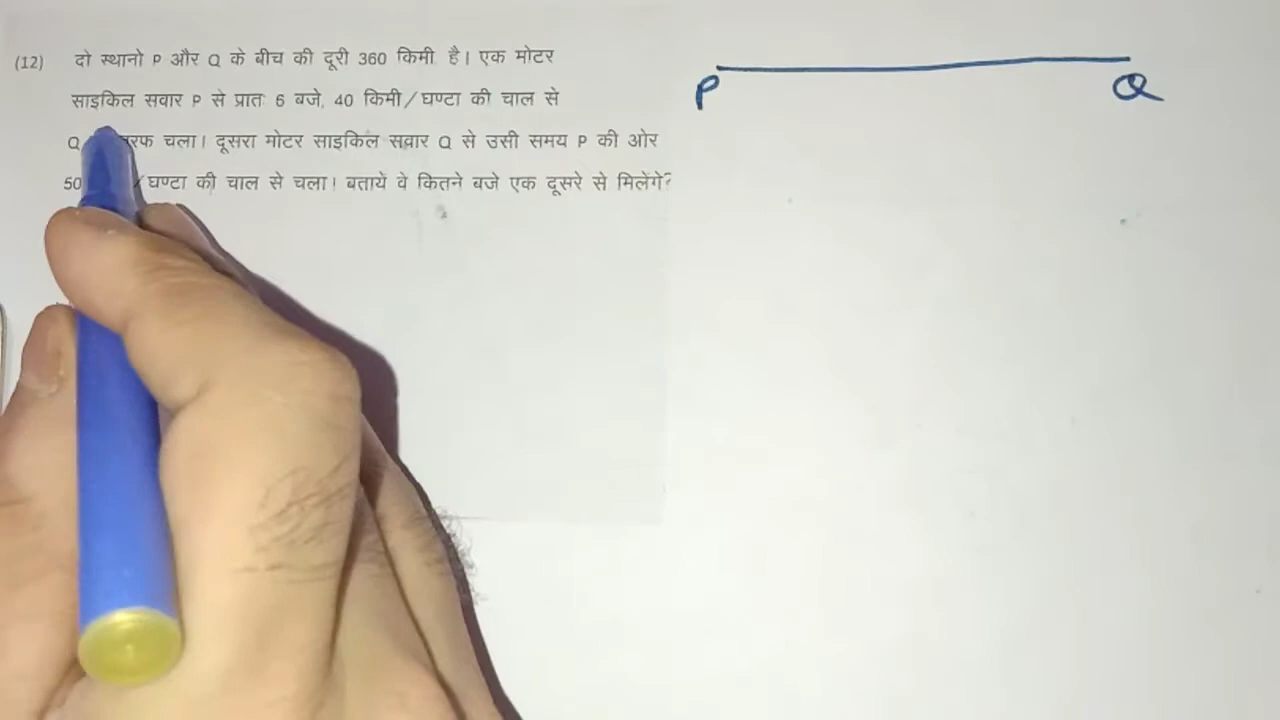 (12) दो स्थानो P और Q के बीच की दूरी 360 किमी. है। एक मोटर
साइकिल सवार P से प्रातः 6 बजे, 40 किमी/घण्टा की चाल से
Q चला। दूसरा मोटर साइकिल सवार Q से उसी समय P की ओर
50 /घण्टा की चाल से चला। बतायें वे कितने बजे एक दूसरे से मिलेंगे?
P Q